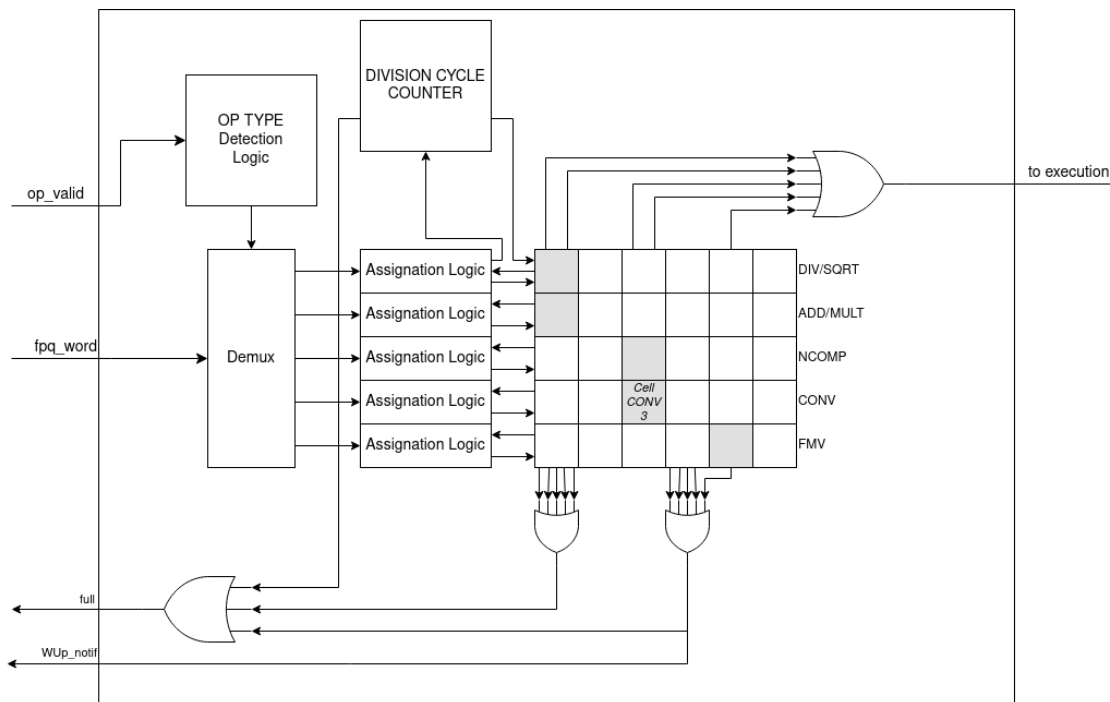 DIVISION CYCLE
COUNTER
OP TYPE
Detection
Logic
to execution
op_valid
Assignation Logic
DIV/SQRT
Assignation Logic
ADD/MULT
fpq_word
Demux
Assignation Logic
NCOMP
Assignation Logic
Cell
CONV
3
CONV
Assignation Logic
FMV
full
WUp_notif